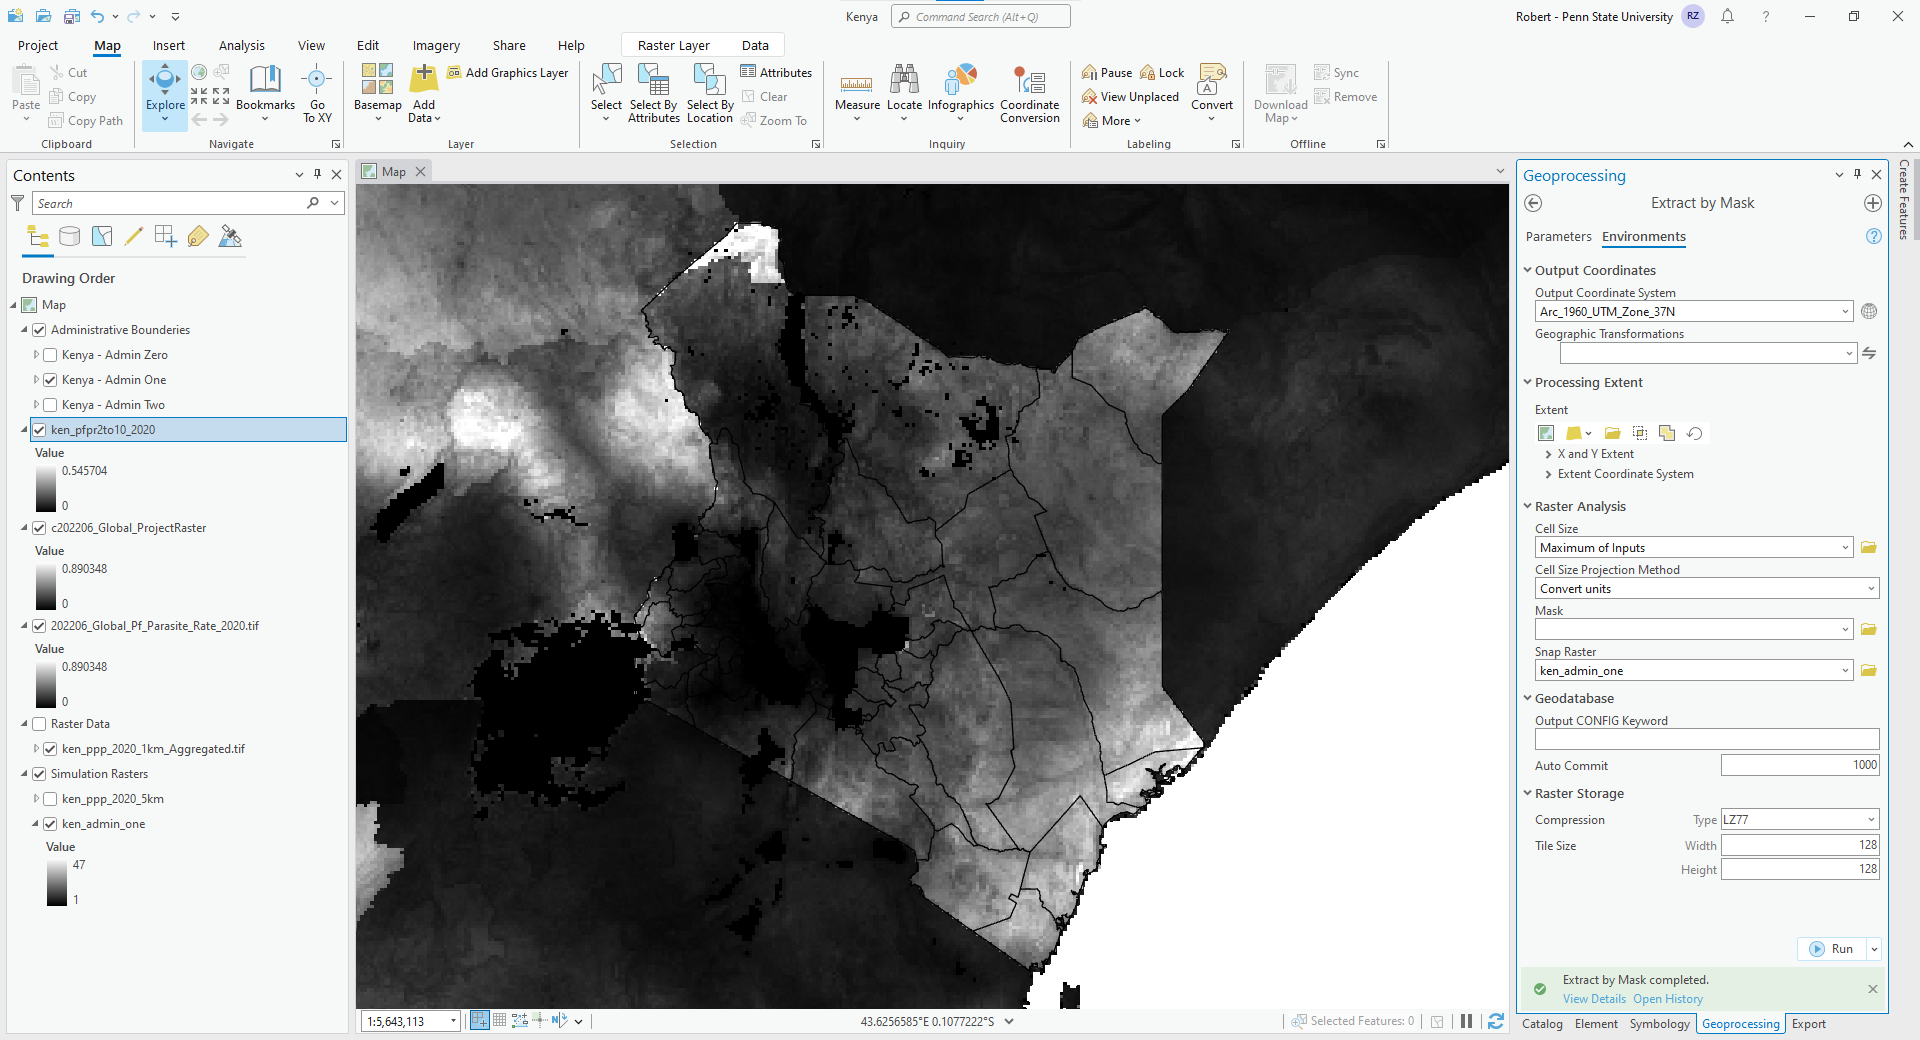 Kenya
Command Search (Alt+Q)
Robert - Penn State University
RZ
?
Project
Map
Insert
Analysis
View
Edit
Imagery
Share
Help
Raster Layer
Data
Paste
Cut
Copy
Copy Path
Clipboard
Explore
Bookmarks
Go
To XY
Navigate
Basemap
Add
Data
Add Graphics Layer
Layer
Select
Select By
Attributes
Select By
Location
Attributes
Clear
Zoom To
Selection
Measure
Locate
Infographics
Coordinate
Conversion
Inquiry
Pause
Lock
View Unplaced
More
Convert
Labeling
Download
Map
Sync
Remove
Offline
Contents
Search
Drawing Order
Map
Administrative Bounderies
Kenya - Admin Zero
Kenya - Admin One
Kenya - Admin Two
ken_pfpr2to10_2020
Value
0.545704
0
c202206_Global_ProjectRaster
Value
0.890348
0
202206_Global_Pf_Parasite_Rate_2020.tif
Value
0.890348
0
Raster Data
ken_ppp_2020_1km_Aggregated.tif
Simulation Rasters
ken_ppp_2020_5km
ken_admin_one
Value
47
1
Map
1:5,643,113
43.6256585°E 0.1077222°S
Selected Features: 0
Geoprocessing
Extract by Mask
Parameters
Environments
?
Output Coordinates
Output Coordinate System
Arc_1960_UTM_Zone_37N
Geographic Transformations
Processing Extent
Extent
X and Y Extent
Extent Coordinate System
Raster Analysis
Cell Size
Maximum of Inputs
Cell Size Projection Method
Convert units
Mask
Snap Raster
ken_admin_one
Geodatabase
Output CONFIG Keyword
Auto Commit 1000
Raster Storage
Compression Type LZ77
Tile Size Width 128
Height 128
Run
Extract by Mask completed.
View Details Open History
Catalog
Element
Symbology
Geoprocessing
Export
Create Features